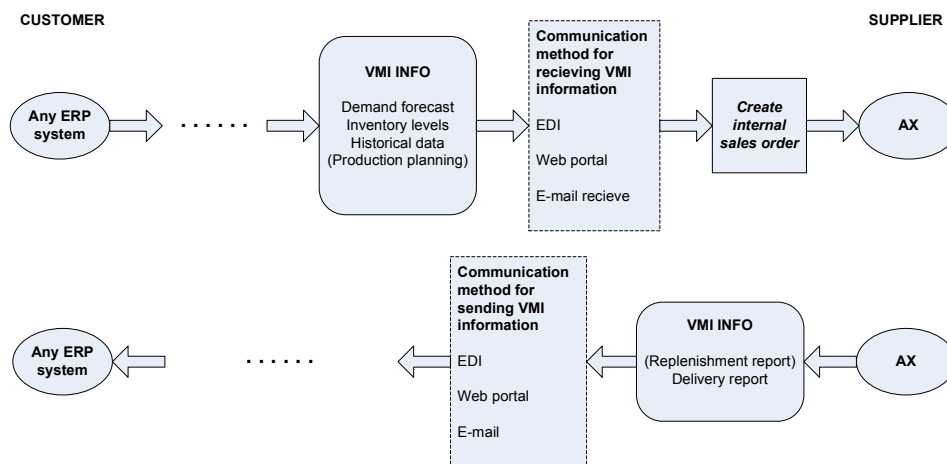 CUSTOMER
SUPPLIER
Any ERP
system
. . . . . .
VMI INFO
Demand forecast
Inventory levels
Historical data
(Production planning)
Communication
method for
recieving VMI
information
EDI
Web portal
E-mail recieve
Create
internal
sales order
AX
Any ERP
system
. . . . . .
Communication
method for
sending VMI
information
EDI
Web portal
E-mail
VMI INFO
(Replenishment report)
Delivery report
AX